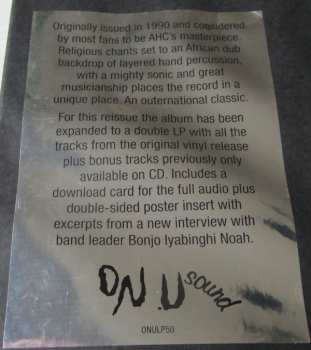 Originally issued in 1990 and considered
by most fans to be AHC's masterpiece.
Religious chants set to an African dub
backdrop of layered hand percussion,
with a mighty sonic and great
musicianship places the record in a
unique place. An outernational classic.
For this reissue the album has been
expanded to a double LP with all the
tracks from the original vinyl release
plus bonus tracks previously only
available on CD. Includes a
download card for the full audio plus
double-sided poster insert with
excerpts from a new interview with
band leader Bonjo Iyabinghi Noah.
ON.U sound
ONULP50